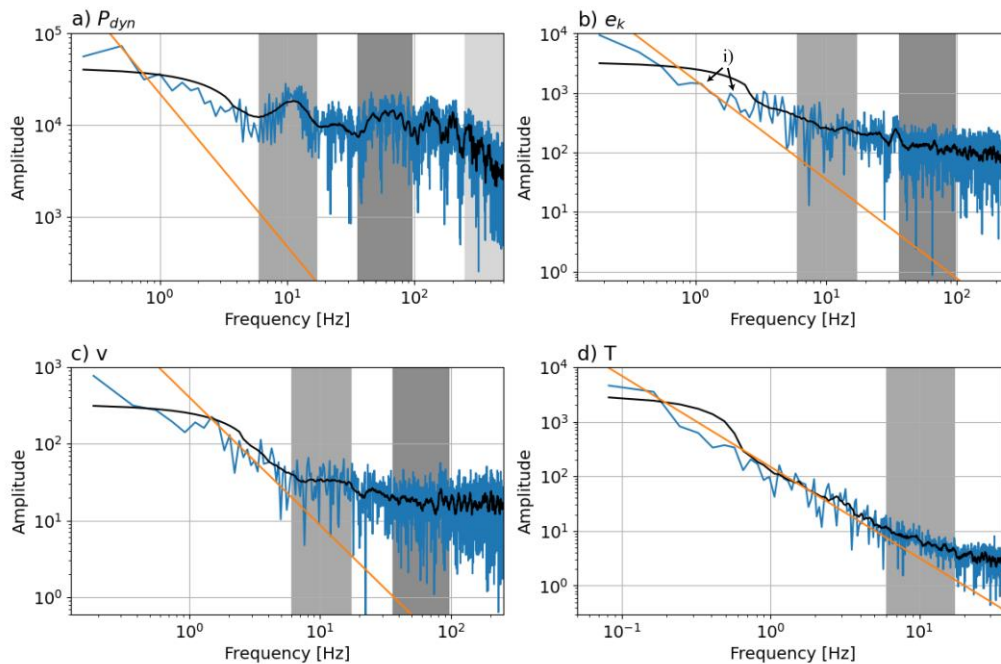 a) P_dyn
10^5
10^4
10^3
Amplitude
10^0 10^1 10^2
Frequency [Hz]
b) e_k
i)
10^4
10^3
10^2
10^1
10^0
Amplitude
10^0 10^1 10^2
Frequency [Hz]
c) v
10^3
10^2
10^1
10^0
Amplitude
10^0 10^1 10^2
Frequency [Hz]
d) T
10^4
10^3
10^2
10^1
10^0
Amplitude
10^-1 10^0 10^1
Frequency [Hz]